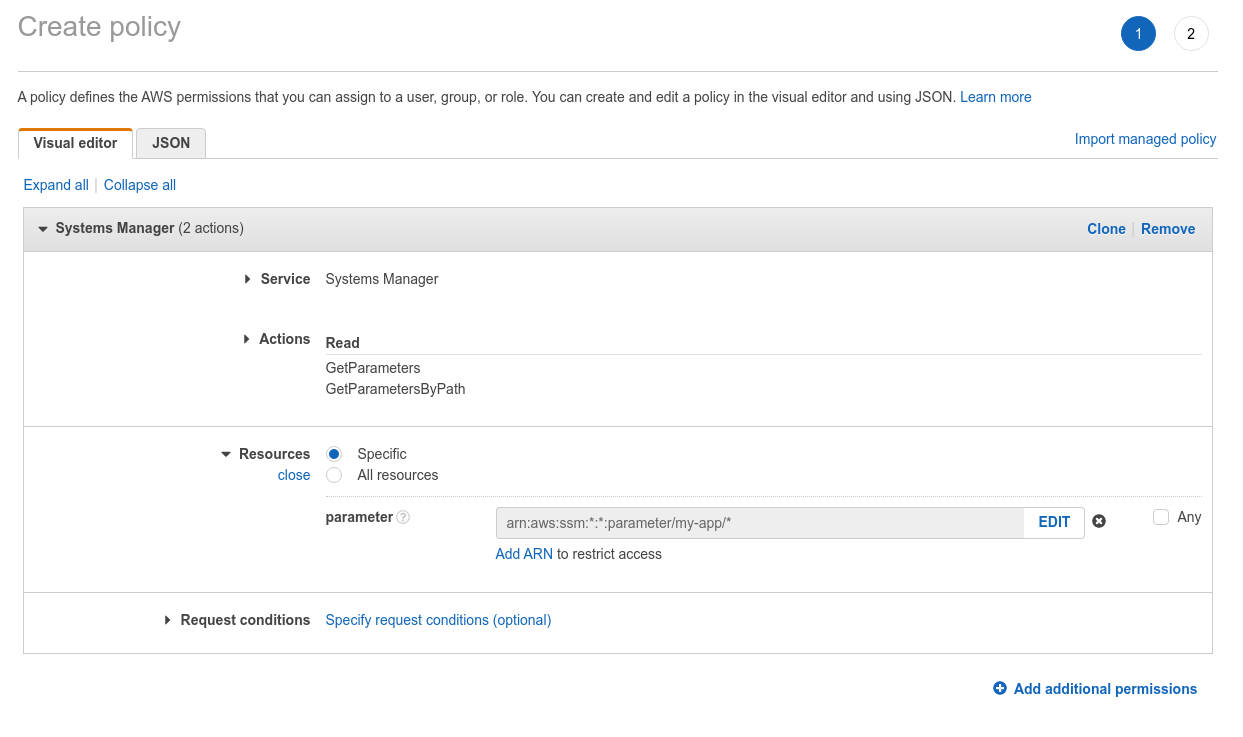 Create policy
1 2
A policy defines the AWS permissions that you can assign to a user, group, or role. You can create and edit a policy in the visual editor and using JSON. Learn more
Visual editor JSON Import managed policy
Expand all | Collapse all
Systems Manager (2 actions) Clone | Remove
Service Systems Manager
Actions Read
GetParameters
GetParametersByPath
Resources Specific
close All resources
parameter ? arn:aws:ssm:*:*:parameter/my-app/* EDIT Any
Add ARN to restrict access
Request conditions Specify request conditions (optional)
Add additional permissions